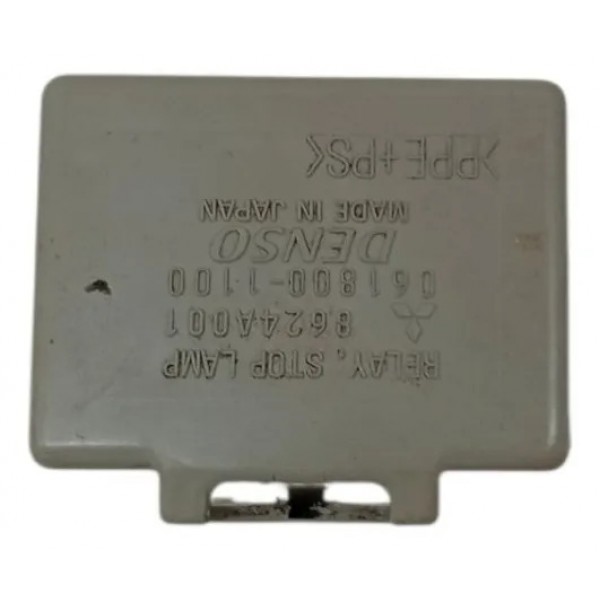 RELAY, STOP LAMP
8624A001
061800-1100
DENSO
MADE IN JAPAN
>PPE+PS<